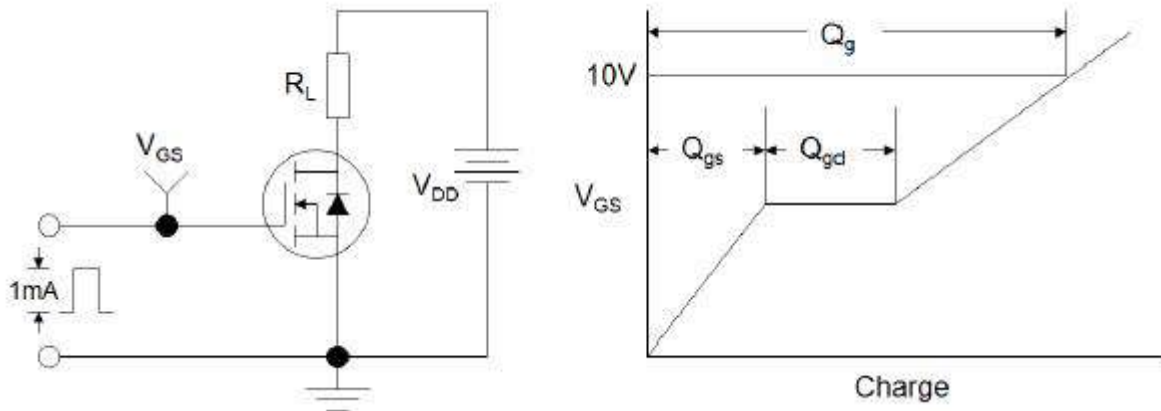 R_L
V_GS
V_DD
1mA
Q_g
10V
Q_gs
Q_gd
V_GS
Charge